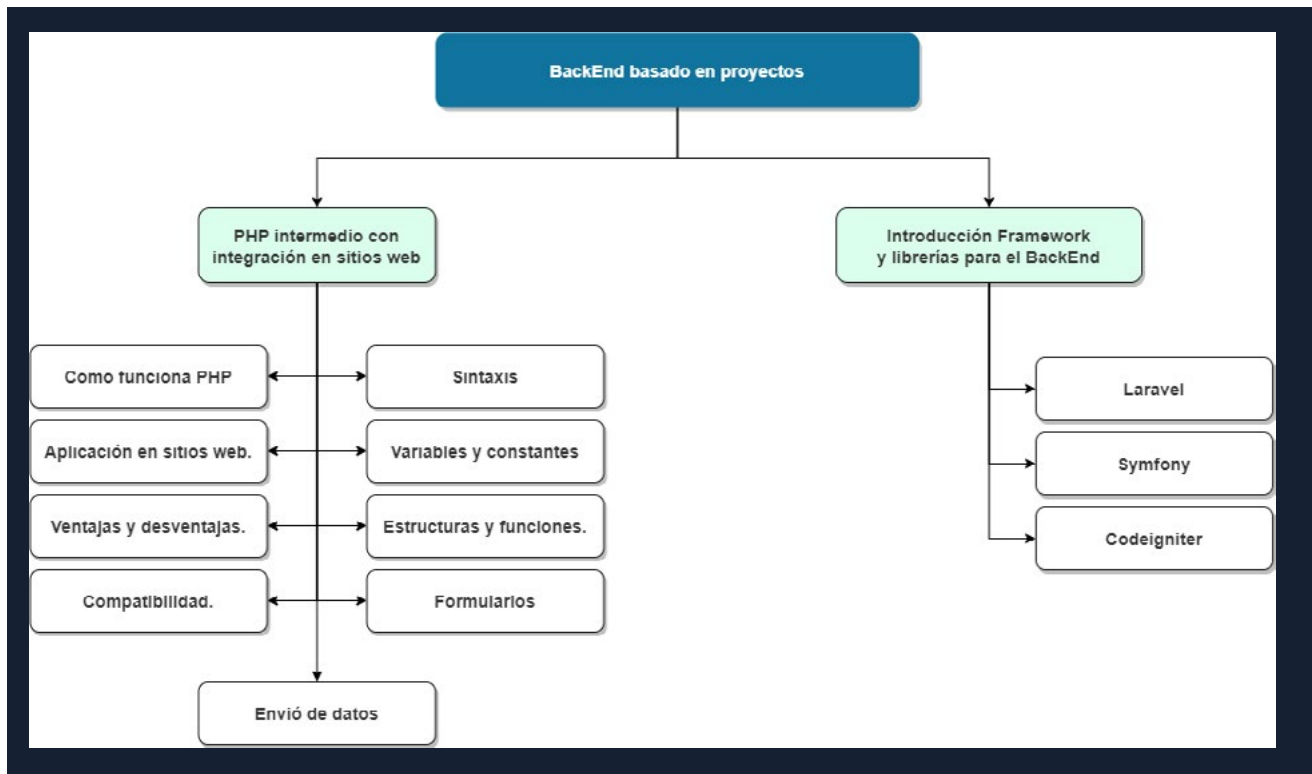 BackEnd basado en proyectos
PHP intermedio con
integración en sitios web
Introducción Framework
y librerías para el BackEnd
Como funciona PHP
Sintaxis
Aplicación en sitios web.
Variables y constantes
Ventajas y desventajas.
Estructuras y funciones.
Compatibilidad.
Formularios
Envió de datos
Laravel
Symfony
Codeigniter